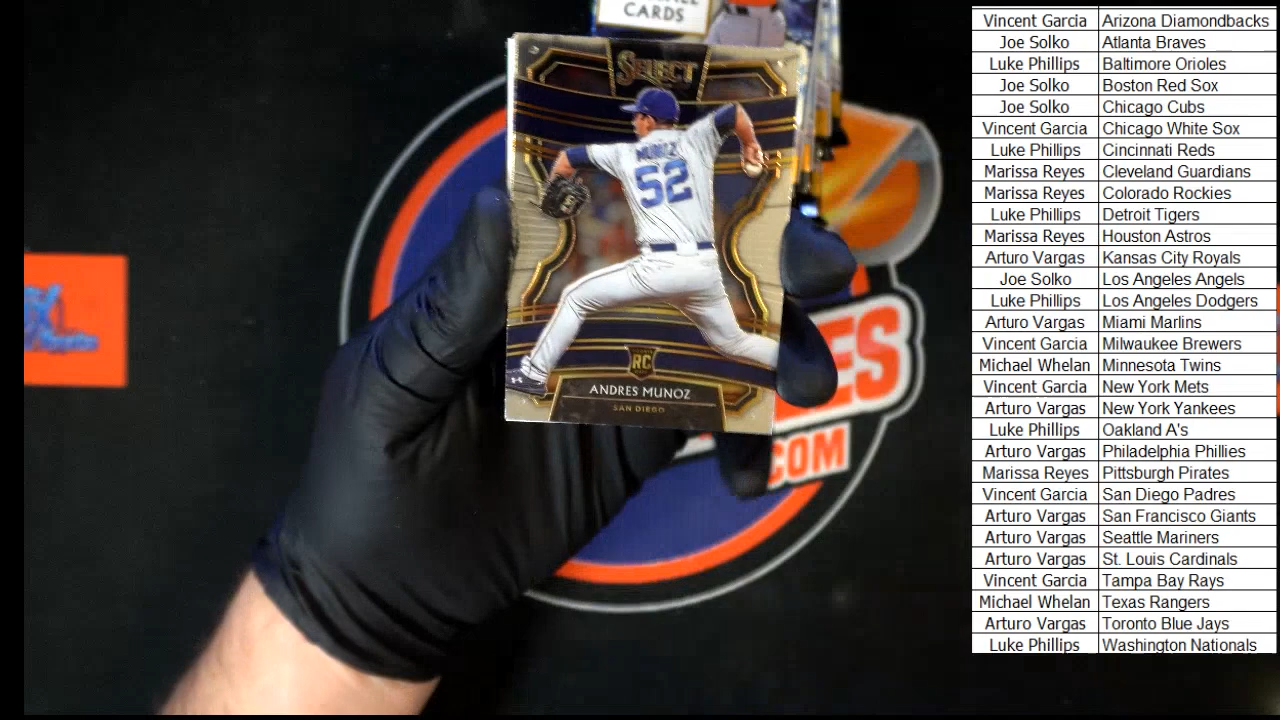 CARDS
SELECT
MUNOZ
52
RC
ANDRES MUNOZ
SAN DIEGO
ES
.COM
Vincent Garcia Arizona Diamondbacks
Joe Solko Atlanta Braves
Luke Phillips Baltimore Orioles
Joe Solko Boston Red Sox
Joe Solko Chicago Cubs
Vincent Garcia Chicago White Sox
Luke Phillips Cincinnati Reds
Marissa Reyes Cleveland Guardians
Marissa Reyes Colorado Rockies
Luke Phillips Detroit Tigers
Marissa Reyes Houston Astros
Arturo Vargas Kansas City Royals
Joe Solko Los Angeles Angels
Luke Phillips Los Angeles Dodgers
Arturo Vargas Miami Marlins
Vincent Garcia Milwaukee Brewers
Michael Whelan Minnesota Twins
Vincent Garcia New York Mets
Arturo Vargas New York Yankees
Luke Phillips Oakland A's
Arturo Vargas Philadelphia Phillies
Marissa Reyes Pittsburgh Pirates
Vincent Garcia San Diego Padres
Arturo Vargas San Francisco Giants
Arturo Vargas Seattle Mariners
Arturo Vargas St. Louis Cardinals
Vincent Garcia Tampa Bay Rays
Michael Whelan Texas Rangers
Arturo Vargas Toronto Blue Jays
Luke Phillips Washington Nationals